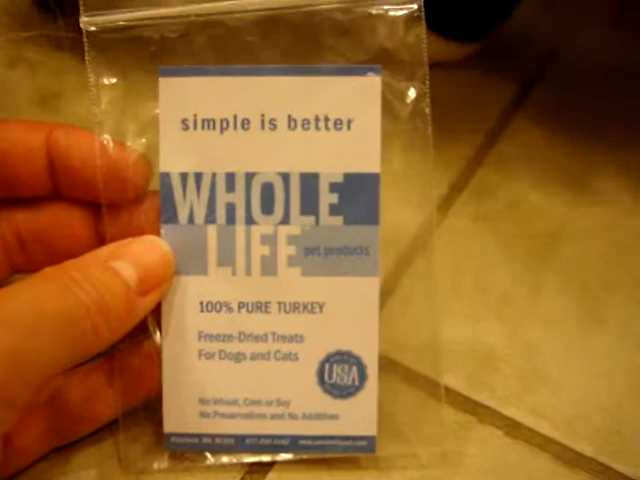 simple is better
WHOLE
LIFE pet products
100% PURE TURKEY
Freeze-Dried Treats
For Dogs and Cats
USA
No Wheat, Corn or Soy
No Preservatives and No Additives